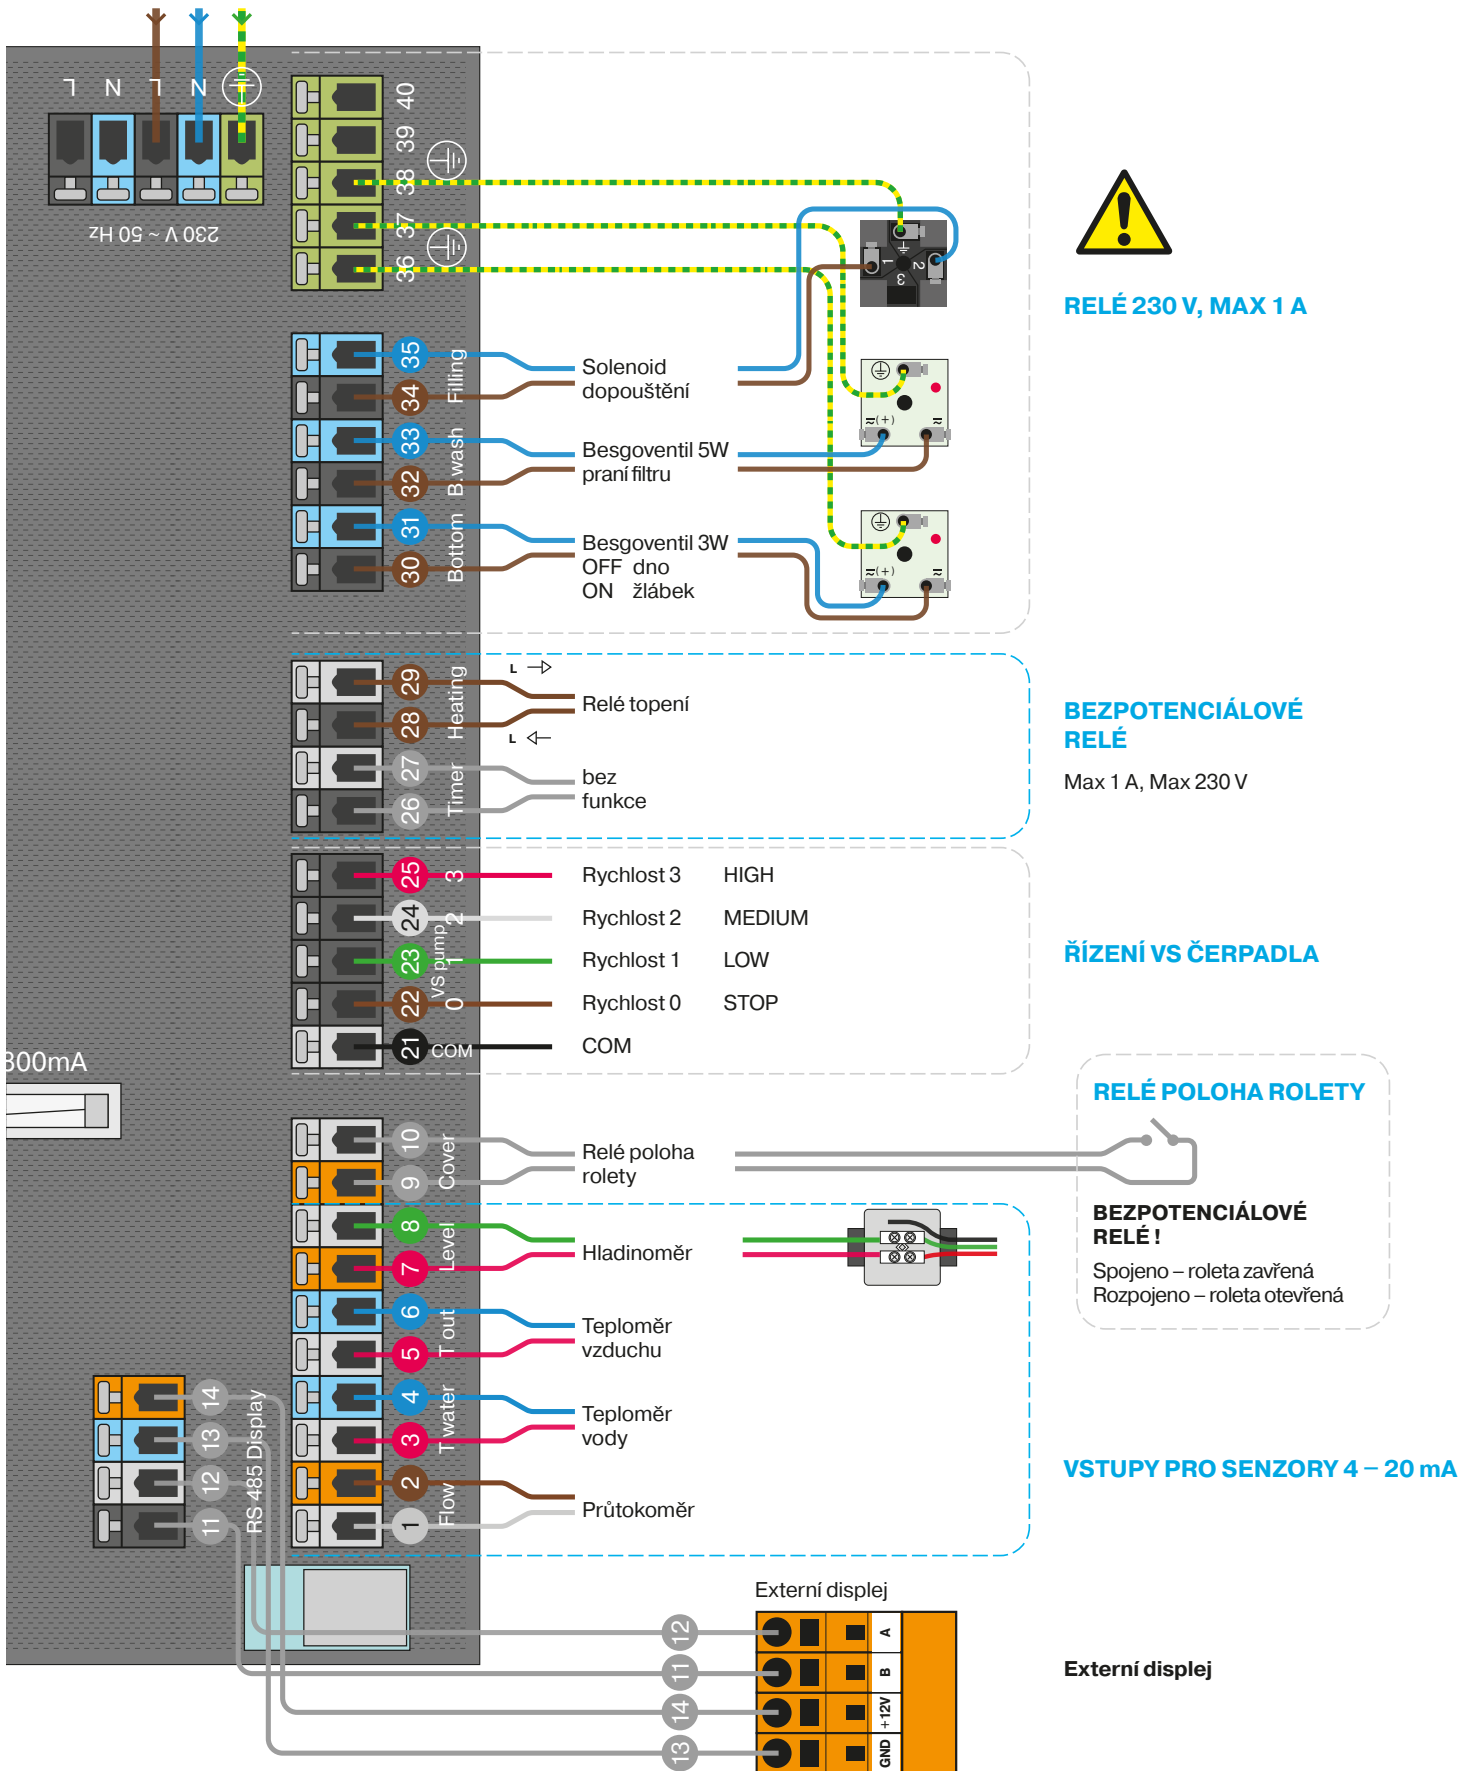 L N L N
230 V ~ 50 Hz
40
39
38
37
36
35
34
Filling
33
32
B.wash
31
30
Bottom
Solenoid
dopouštění
Besgoventil 5W
praní filtru
Besgoventil 3W
OFF dno
ON žlábek
1
2
3
≂(+) ≂
≂(+) ≂
RELÉ 230 V, MAX 1 A
29
28
Heating
L
L
Relé topení
27
26
Timer
bez
funkce
BEZPOTENCIÁLOVÉ
RELÉ
Max 1 A, Max 230 V
25 3
24 2
23 1
22 0
VS pump
21 COM
Rychlost 3 HIGH
Rychlost 2 MEDIUM
Rychlost 1 LOW
Rychlost 0 STOP
COM
ŘÍZENÍ VS ČERPADLA
800mA
10
9
Cover
Relé poloha
rolety
RELÉ POLOHA ROLETY
BEZPOTENCIÁLOVÉ
RELÉ !
Spojeno – roleta zavřená
Rozpojeno – roleta otevřená
8
7
Level
Hladinoměr
6
5
T out
Teploměr
vzduchu
4
3
T water
Teploměr
vody
2
1
Flow
Průtokoměr
VSTUPY PRO SENZORY 4 – 20 mA
14
13
12
11
RS 485 Display
Externí displej
12 A
11 B
14 +12V
13 GND
Externí displej